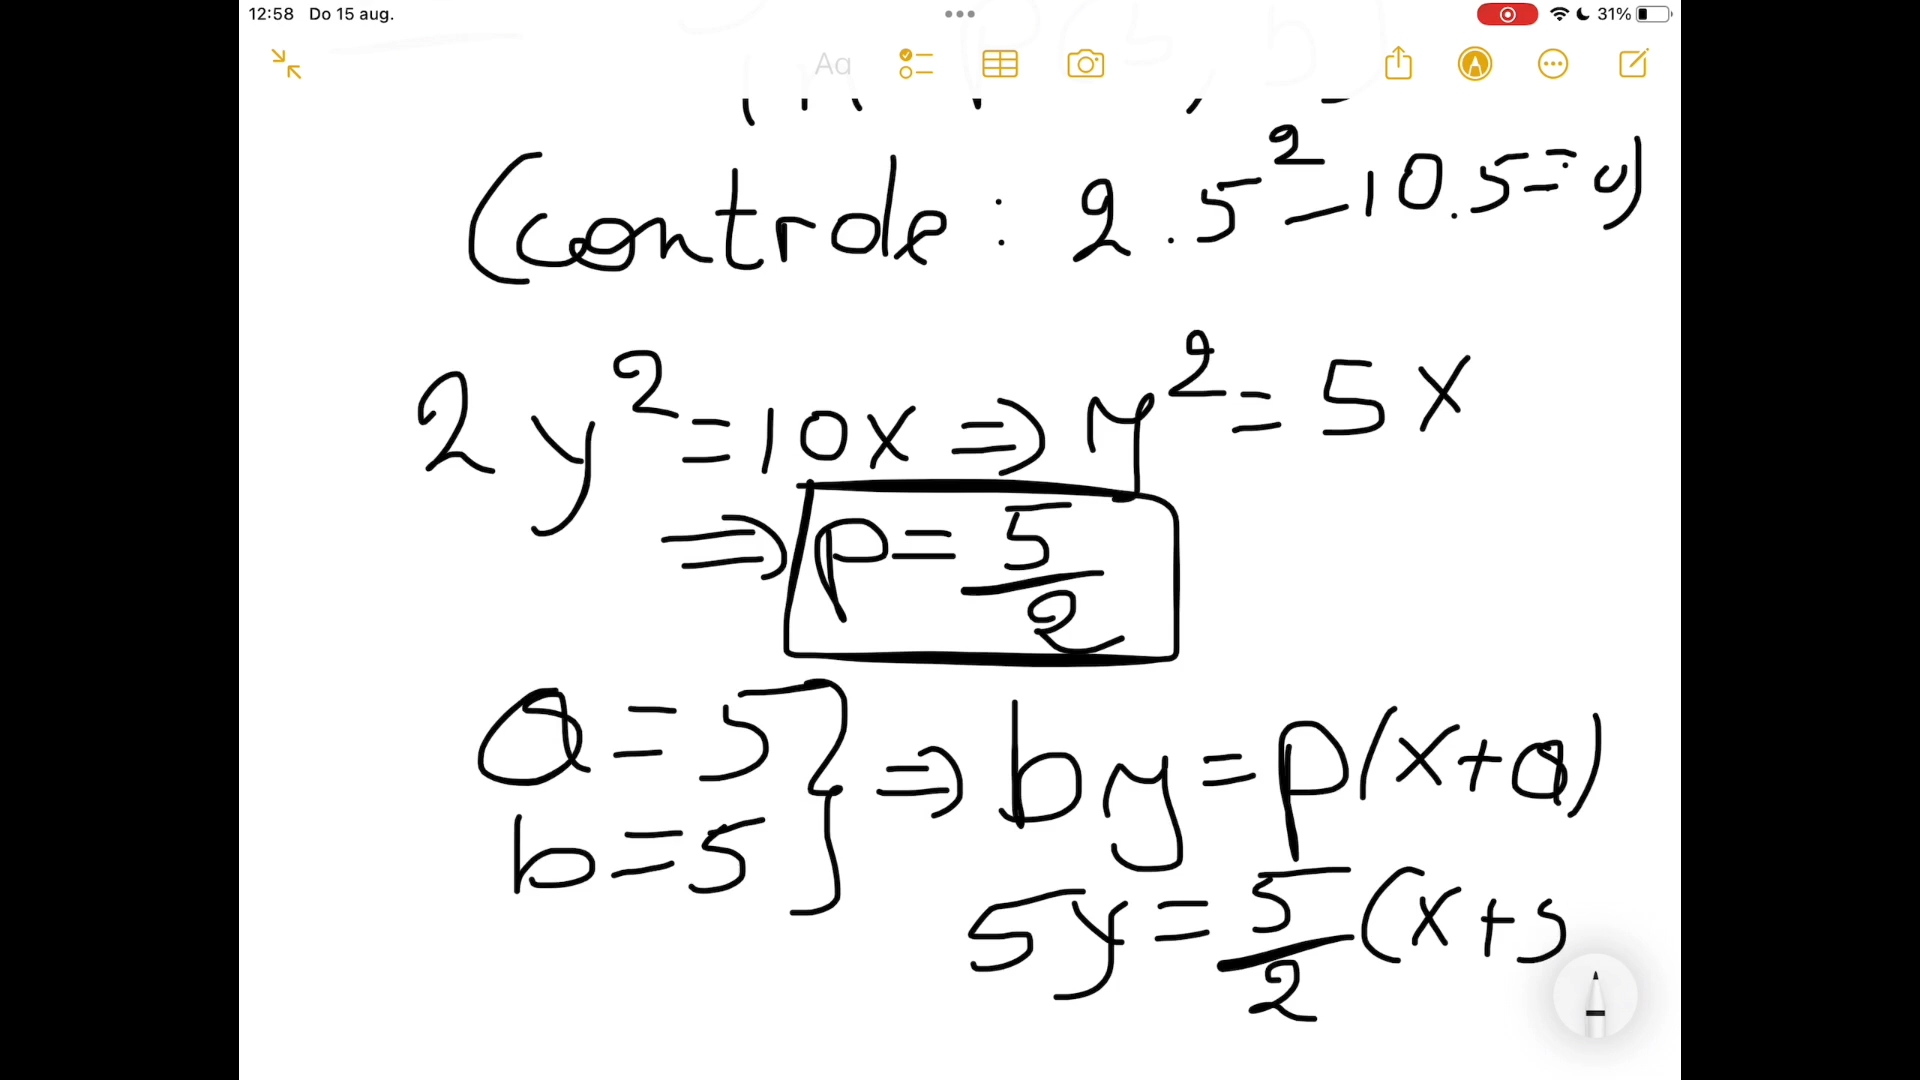 12:58 Do 15 aug. 31%
Aa
(controle : 2 . 5² - 10 . 5 = 0)
2y² = 10x ⇒ y² = 5x
⇒ p = 5/2
a = 5
b = 5 } ⇒ by = p(x+a)
5y = 5/2 (x+5